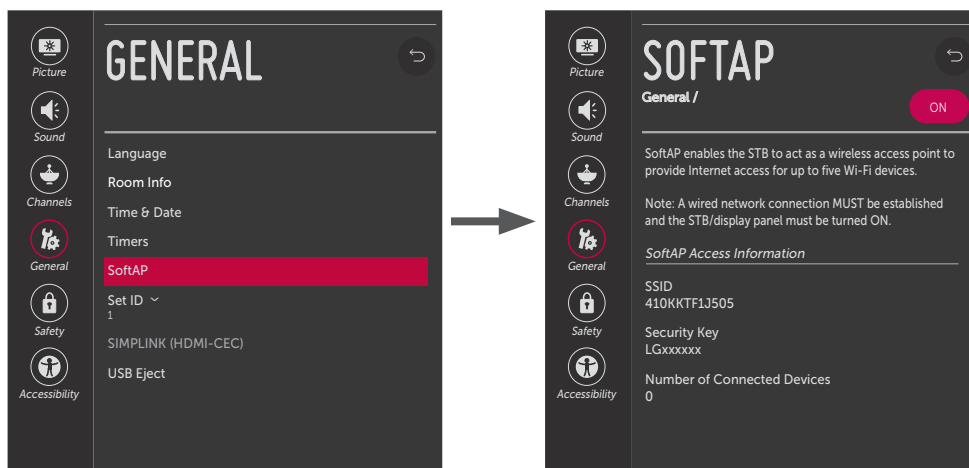 GENERAL
Picture
Sound
Channels
General
Safety
Accessibility
Language
Room Info
Time & Date
Timers
SoftAP
Set ID
1
SIMPLINK (HDMI-CEC)
USB Eject
SOFTAP
General /
ON
Picture
Sound
Channels
General
Safety
Accessibility
SoftAP enables the STB to act as a wireless access point to
provide Internet access for up to five Wi-Fi devices.
Note: A wired network connection MUST be established
and the STB/display panel must be turned ON.
SoftAP Access Information
SSID
410KKTF1J505
Security Key
LGxxxxxx
Number of Connected Devices
0